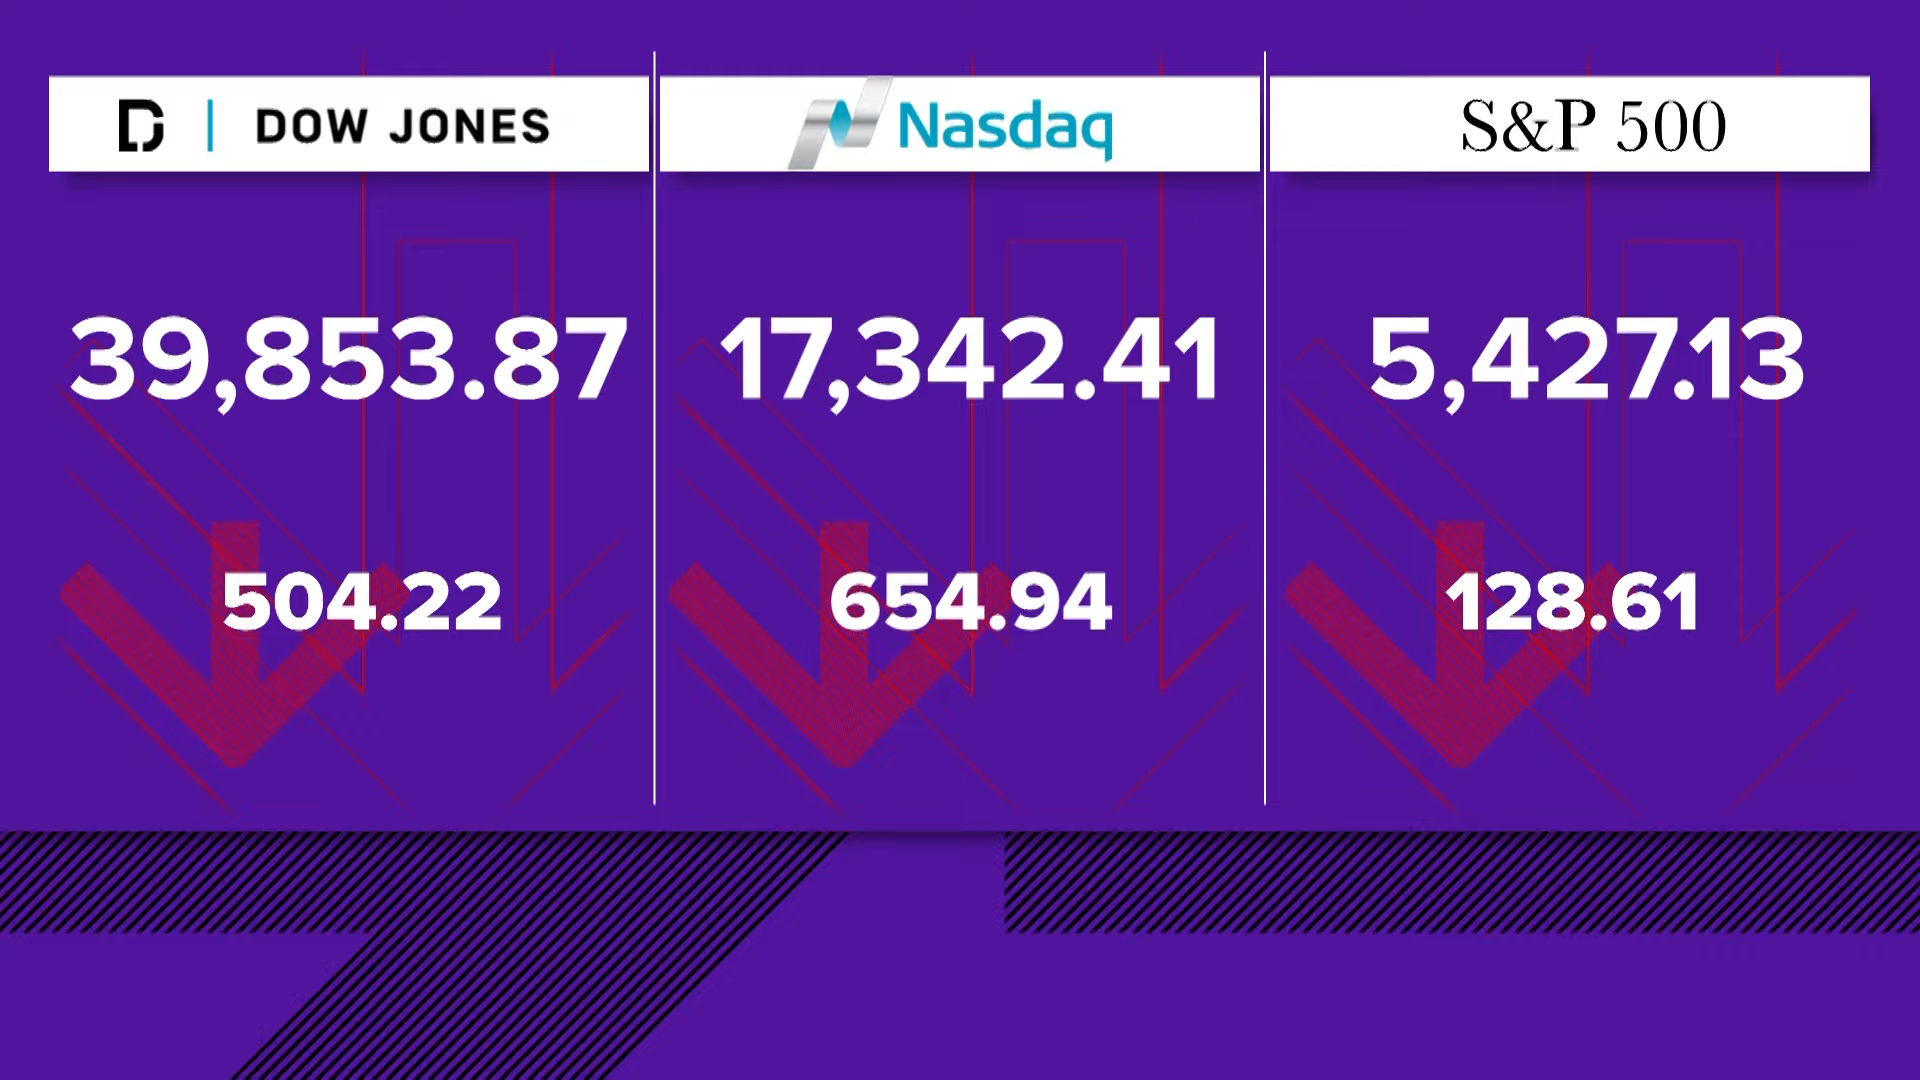 DOW JONES
39,853.87
504.22
Nasdaq
17,342.41
654.94
S&P 500
5,427.13
128.61